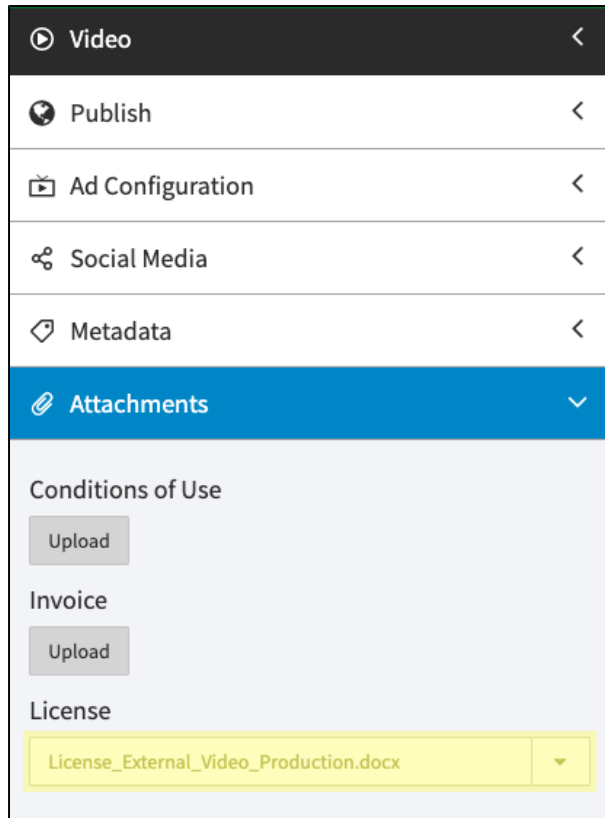 Video
Publish
Ad Configuration
Social Media
Metadata
Attachments
Conditions of Use
Upload
Invoice
Upload
License
License_External_Video_Production.docx